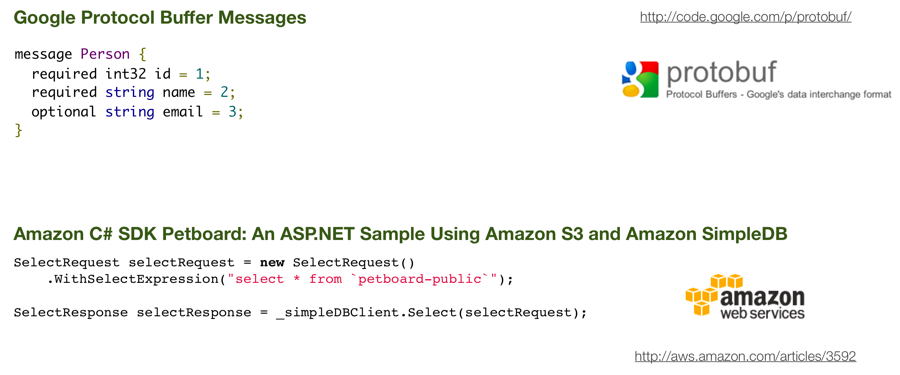 Google Protocol Buffer Messages
http://code.google.com/p/protobuf/
message Person {
required int32 id = 1;
required string name = 2;
optional string email = 3;
}
protobuf
Protocol Buffers - Google's data interchange format
Amazon C# SDK Petboard: An ASP.NET Sample Using Amazon S3 and Amazon SimpleDB
SelectRequest selectRequest = new SelectRequest()
.WithSelectExpression("select * from `petboard-public`");
SelectResponse selectResponse = _simpleDBClient.Select(selectRequest);
amazon
web services
http://aws.amazon.com/articles/3592